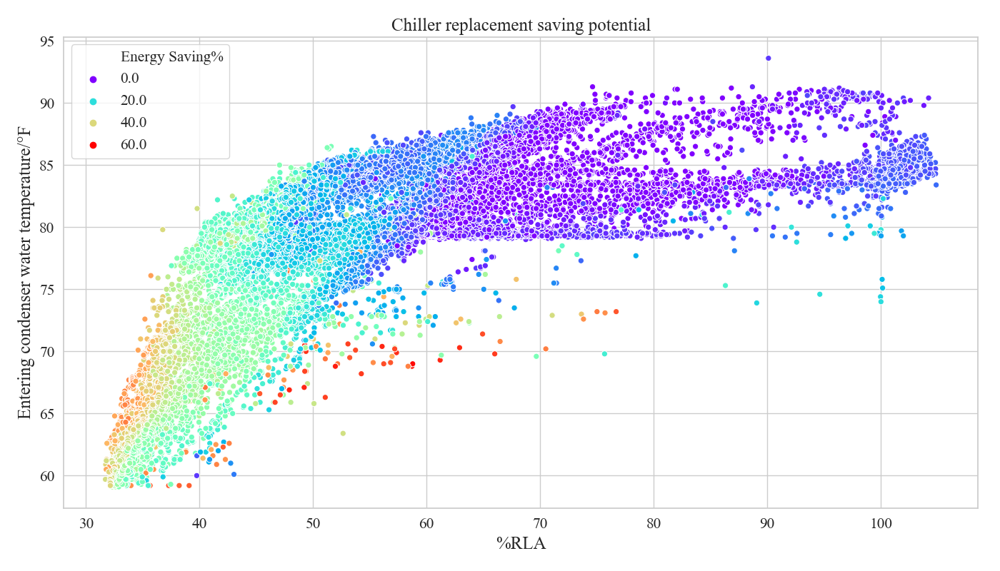 Chiller replacement saving potential
Entering condenser water temperature/°F
95
90
85
80
75
70
65
60
Energy Saving%
0.0
20.0
40.0
60.0
30 40 50 60 70 80 90 100
%RLA